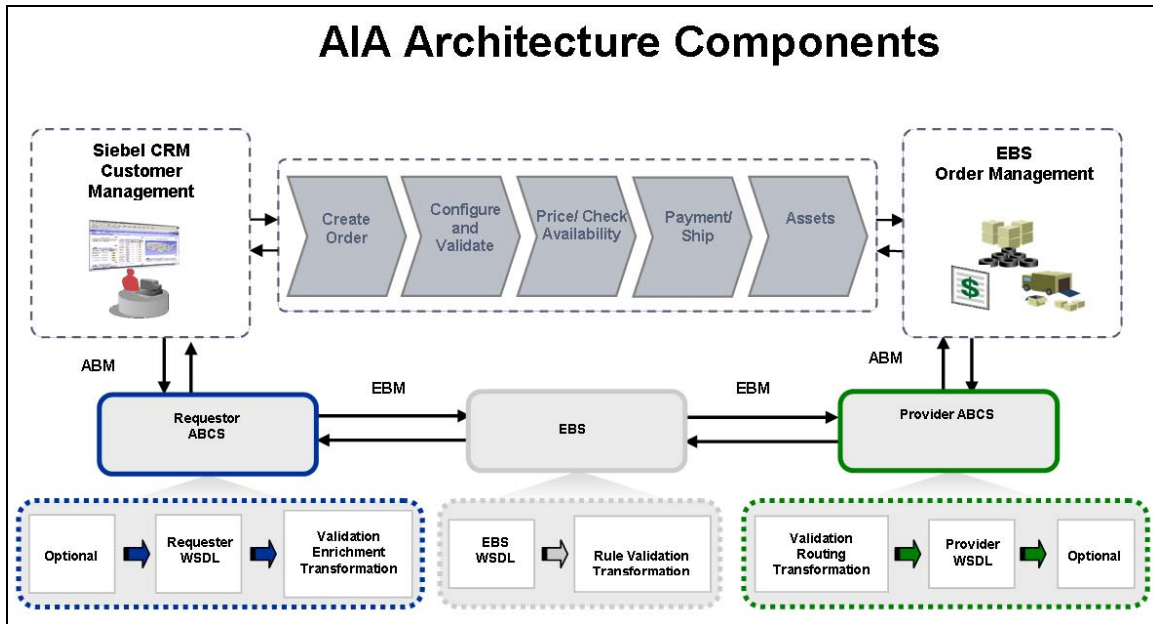 AIA Architecture Components
Siebel CRM
Customer
Management
EBS
Order Management
Create
Order
Configure
and
Validate
Price/ Check
Availability
Payment/
Ship
Assets
$
ABM
EBM
EBM
ABM
Requestor
ABCS
EBS
Provider ABCS
Optional
Requester
WSDL
Validation
Enrichment
Transformation
EBS
WSDL
Rule Validation
Transformation
Validation
Routing
Transformation
Provider
WSDL
Optional